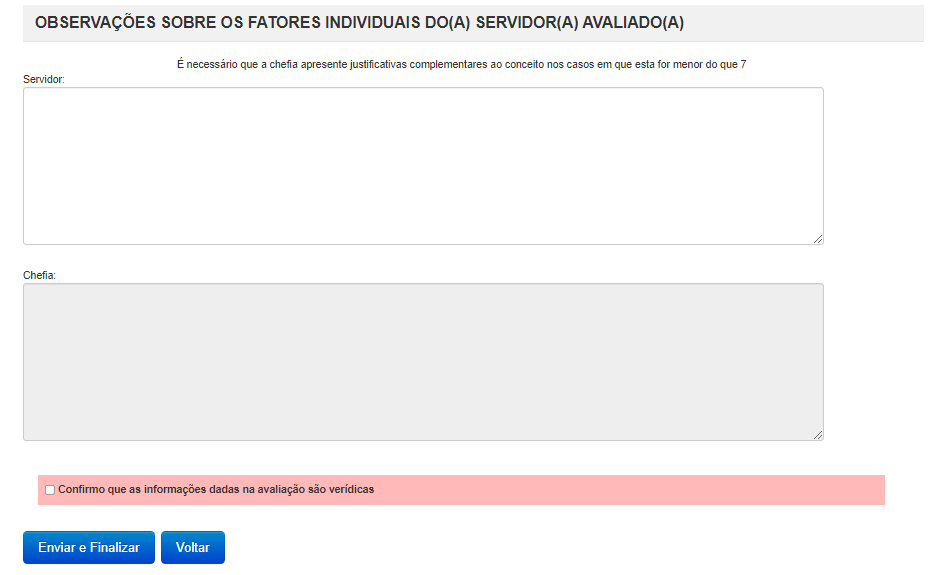 OBSERVAÇÕES SOBRE OS FATORES INDIVIDUAIS DO(A) SERVIDOR(A) AVALIADO(A)
É necessário que a chefia apresente justificativas complementares ao conceito nos casos em que esta for menor do que 7
Servidor:
Chefia:
Confirmo que as informações dadas na avaliação são verídicas
Enviar e Finalizar Voltar